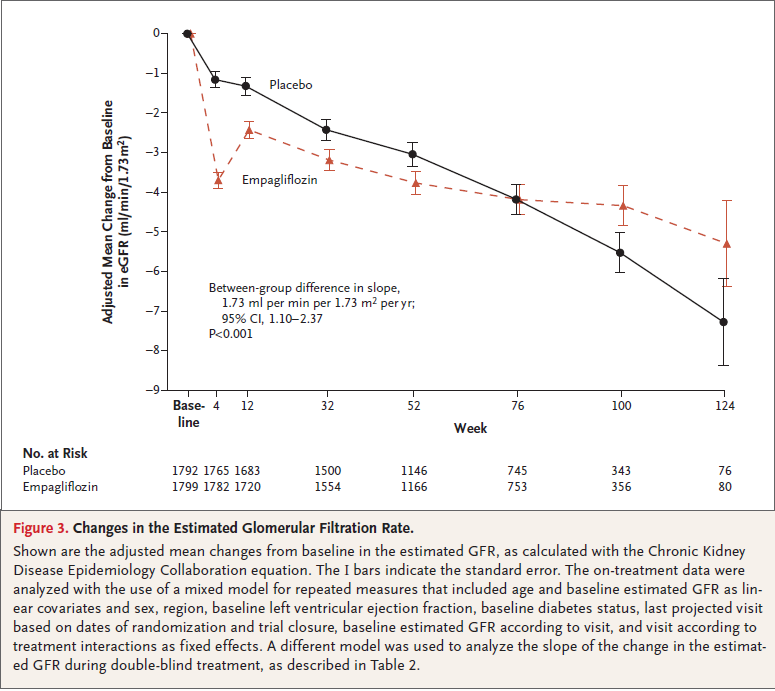 0
−1
−2
−3
−4
−5
−6
−7
−8
−9
Adjusted Mean Change from Baseline
in eGFR (ml/min/1.73m²)
Placebo
Empagliflozin
Between-group difference in slope,
1.73 ml per min per 1.73 m² per yr;
95% CI, 1.10–2.37
P<0.001
Base- 4 12 32 52 76 100 124
line
Week
No. at Risk
Placebo 1792 1765 1683 1500 1146 745 343 76
Empagliflozin 1799 1782 1720 1554 1166 753 356 80
Figure 3. Changes in the Estimated Glomerular Filtration Rate.
Shown are the adjusted mean changes from baseline in the estimated GFR, as calculated with the Chronic Kidney
Disease Epidemiology Collaboration equation. The I bars indicate the standard error. The on-treatment data were
analyzed with the use of a mixed model for repeated measures that included age and baseline estimated GFR as lin-
ear covariates and sex, region, baseline left ventricular ejection fraction, baseline diabetes status, last projected visit
based on dates of randomization and trial closure, baseline estimated GFR according to visit, and visit according to
treatment interactions as fixed effects. A different model was used to analyze the slope of the change in the estimat-
ed GFR during double-blind treatment, as described in Table 2.